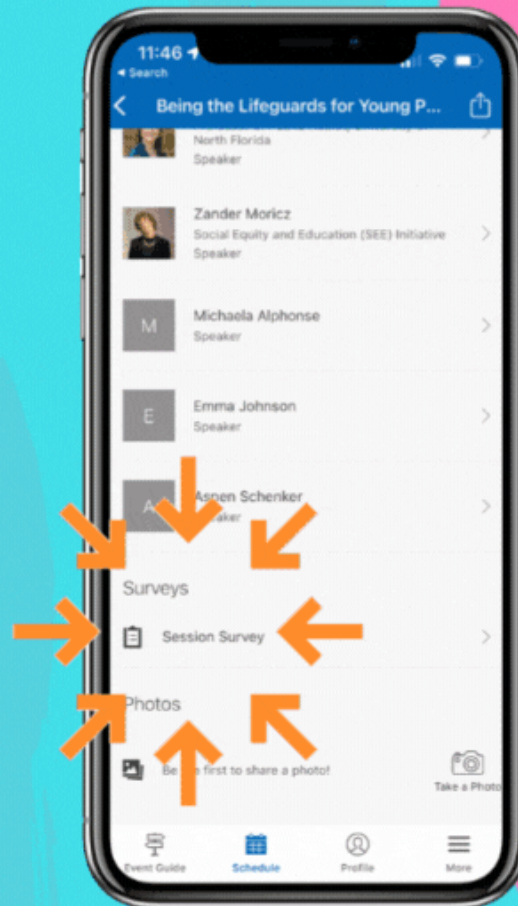 11:46
Search
Being the Lifeguards for Young P...
North Florida
Speaker
Zander Moricz
Social Equity and Education (SEE) Initiative
Speaker
M
Michaela Alphonse
Speaker
E
Emma Johnson
Speaker
A
Aspen Schenker
Surveys
Session Survey
Photos
first to share a photo!
Take a Photo
Event Guide
Schedule
Profile
More